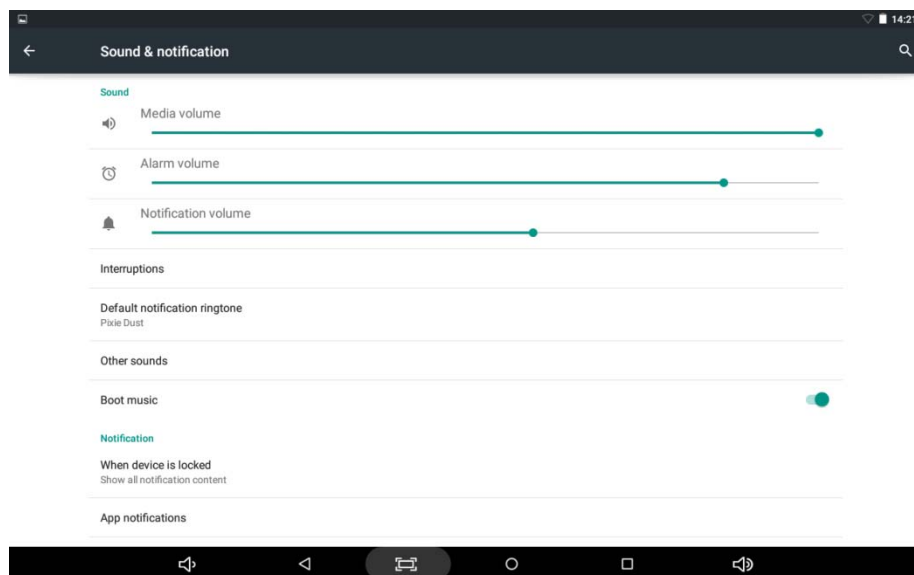 14:21
Sound & notification
Sound
Media volume
Alarm volume
Notification volume
Interruptions
Default notification ringtone
Pixie Dust
Other sounds
Boot music
Notification
When device is locked
Show all notification content
App notifications